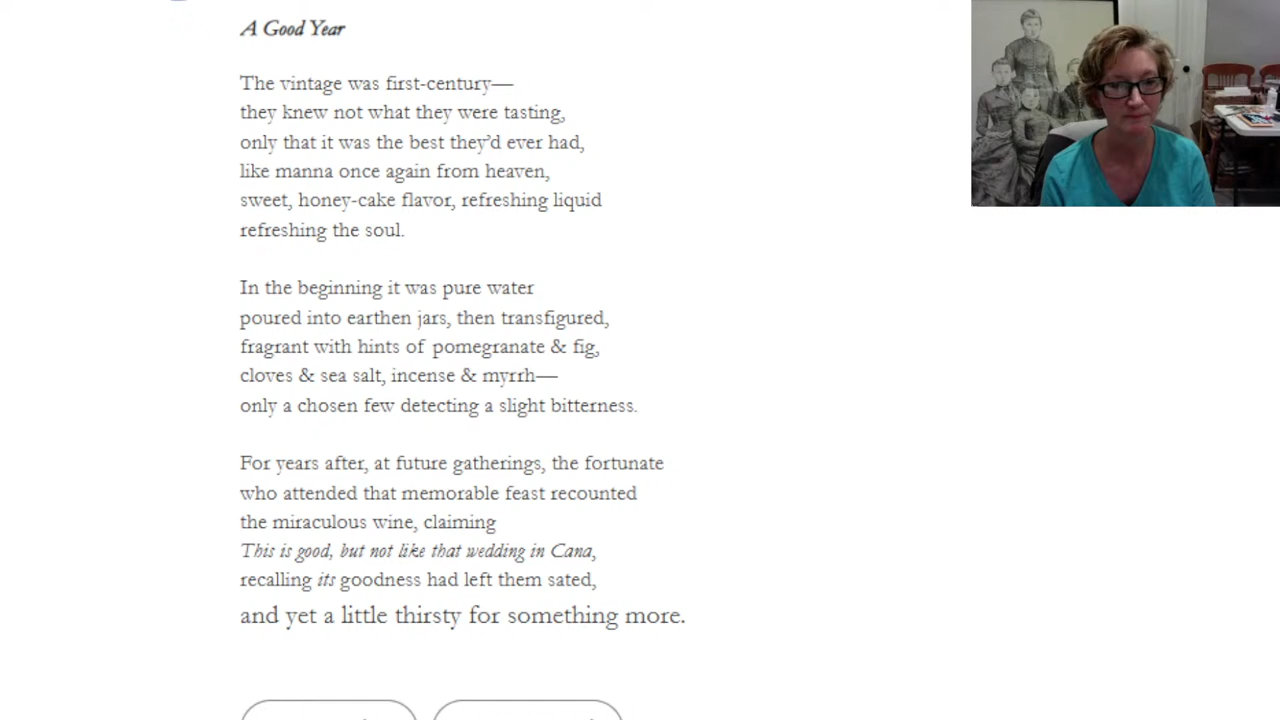 A Good Year
The vintage was first-century—
they knew not what they were tasting,
only that it was the best they’d ever had,
like manna once again from heaven,
sweet, honey-cake flavor, refreshing liquid
refreshing the soul.
In the beginning it was pure water
poured into earthen jars, then transfigured,
fragrant with hints of pomegranate & fig,
cloves & sea salt, incense & myrrh—
only a chosen few detecting a slight bitterness.
For years after, at future gatherings, the fortunate
who attended that memorable feast recounted
the miraculous wine, claiming
This is good, but not like that wedding in Cana,
recalling its goodness had left them sated,
and yet a little thirsty for something more.